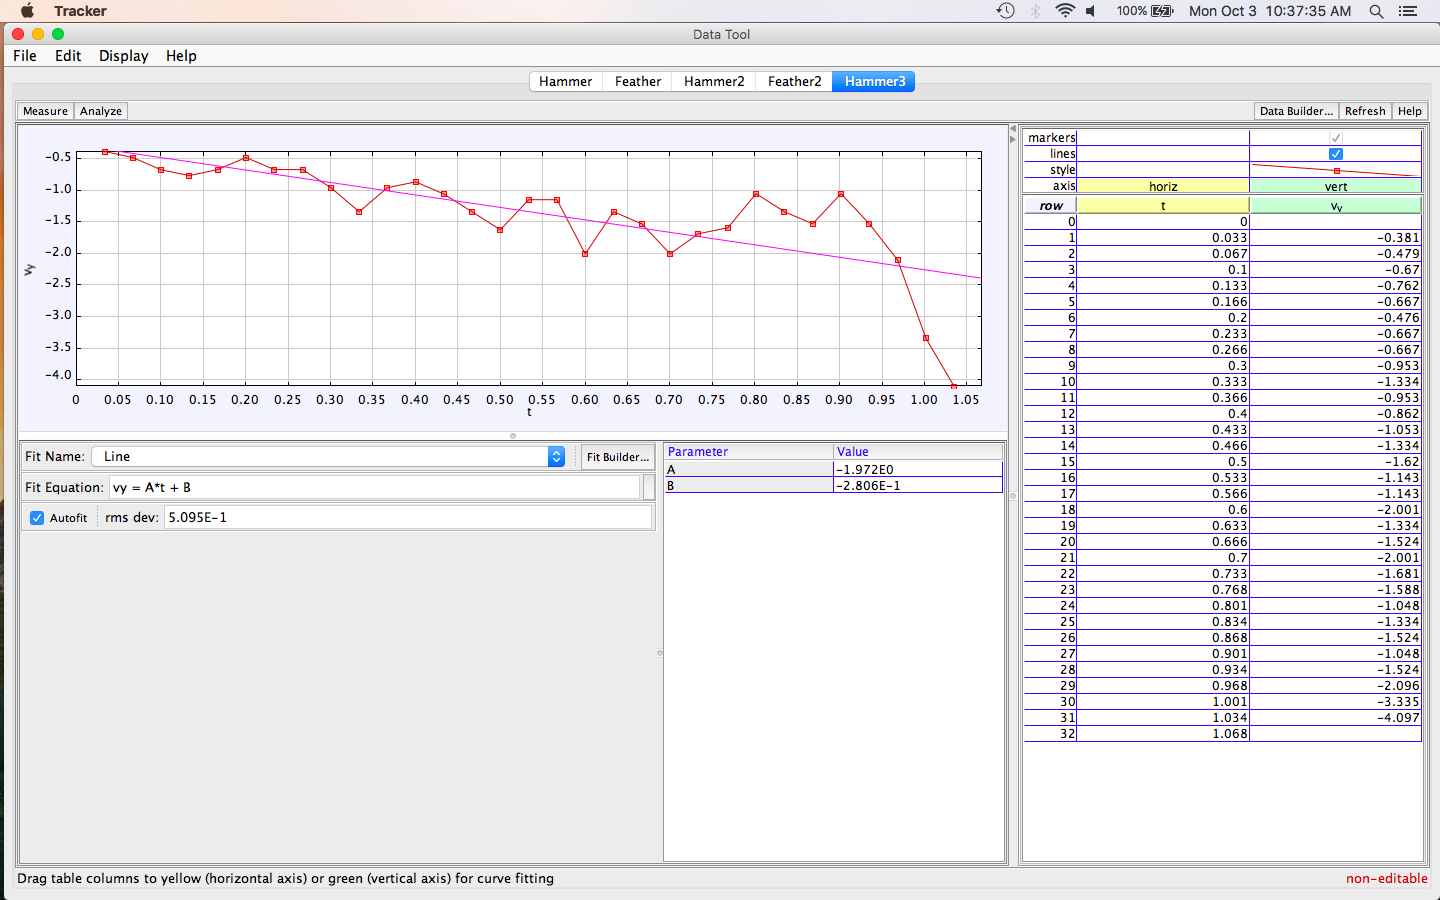 Tracker 100% Mon Oct 3 10:37:35 AM
Data Tool
File Edit Display Help
Hammer Feather Hammer2 Feather2 Hammer3
Measure Analyze Data Builder... Refresh Help
-0.5
-1.0
-1.5
-2.0
-2.5
-3.0
-3.5
-4.0
vy
0 0.05 0.10 0.15 0.20 0.25 0.30 0.35 0.40 0.45 0.50 0.55 0.60 0.65 0.70 0.75 0.80 0.85 0.90 0.95 1.00 1.05
t
markers
lines
style
axis horiz vert
row t vy
0 0
1 0.033 -0.381
2 0.067 -0.479
3 0.1 -0.67
4 0.133 -0.762
5 0.166 -0.667
6 0.2 -0.476
7 0.233 -0.667
8 0.266 -0.667
9 0.3 -0.953
10 0.333 -1.334
11 0.366 -0.953
12 0.4 -0.862
13 0.433 -1.053
14 0.466 -1.334
15 0.5 -1.62
16 0.533 -1.143
17 0.566 -1.143
18 0.6 -2.001
19 0.633 -1.334
20 0.666 -1.524
21 0.7 -2.001
22 0.733 -1.681
23 0.768 -1.588
24 0.801 -1.048
25 0.834 -1.334
26 0.868 -1.524
27 0.901 -1.048
28 0.934 -1.524
29 0.968 -2.096
30 1.001 -3.335
31 1.034 -4.097
32 1.068
Fit Name: Line Fit Builder...
Fit Equation: vy = A*t + B
Autofit rms dev: 5.095E-1
Parameter Value
A -1.972E0
B -2.806E-1
Drag table columns to yellow (horizontal axis) or green (vertical axis) for curve fitting non-editable